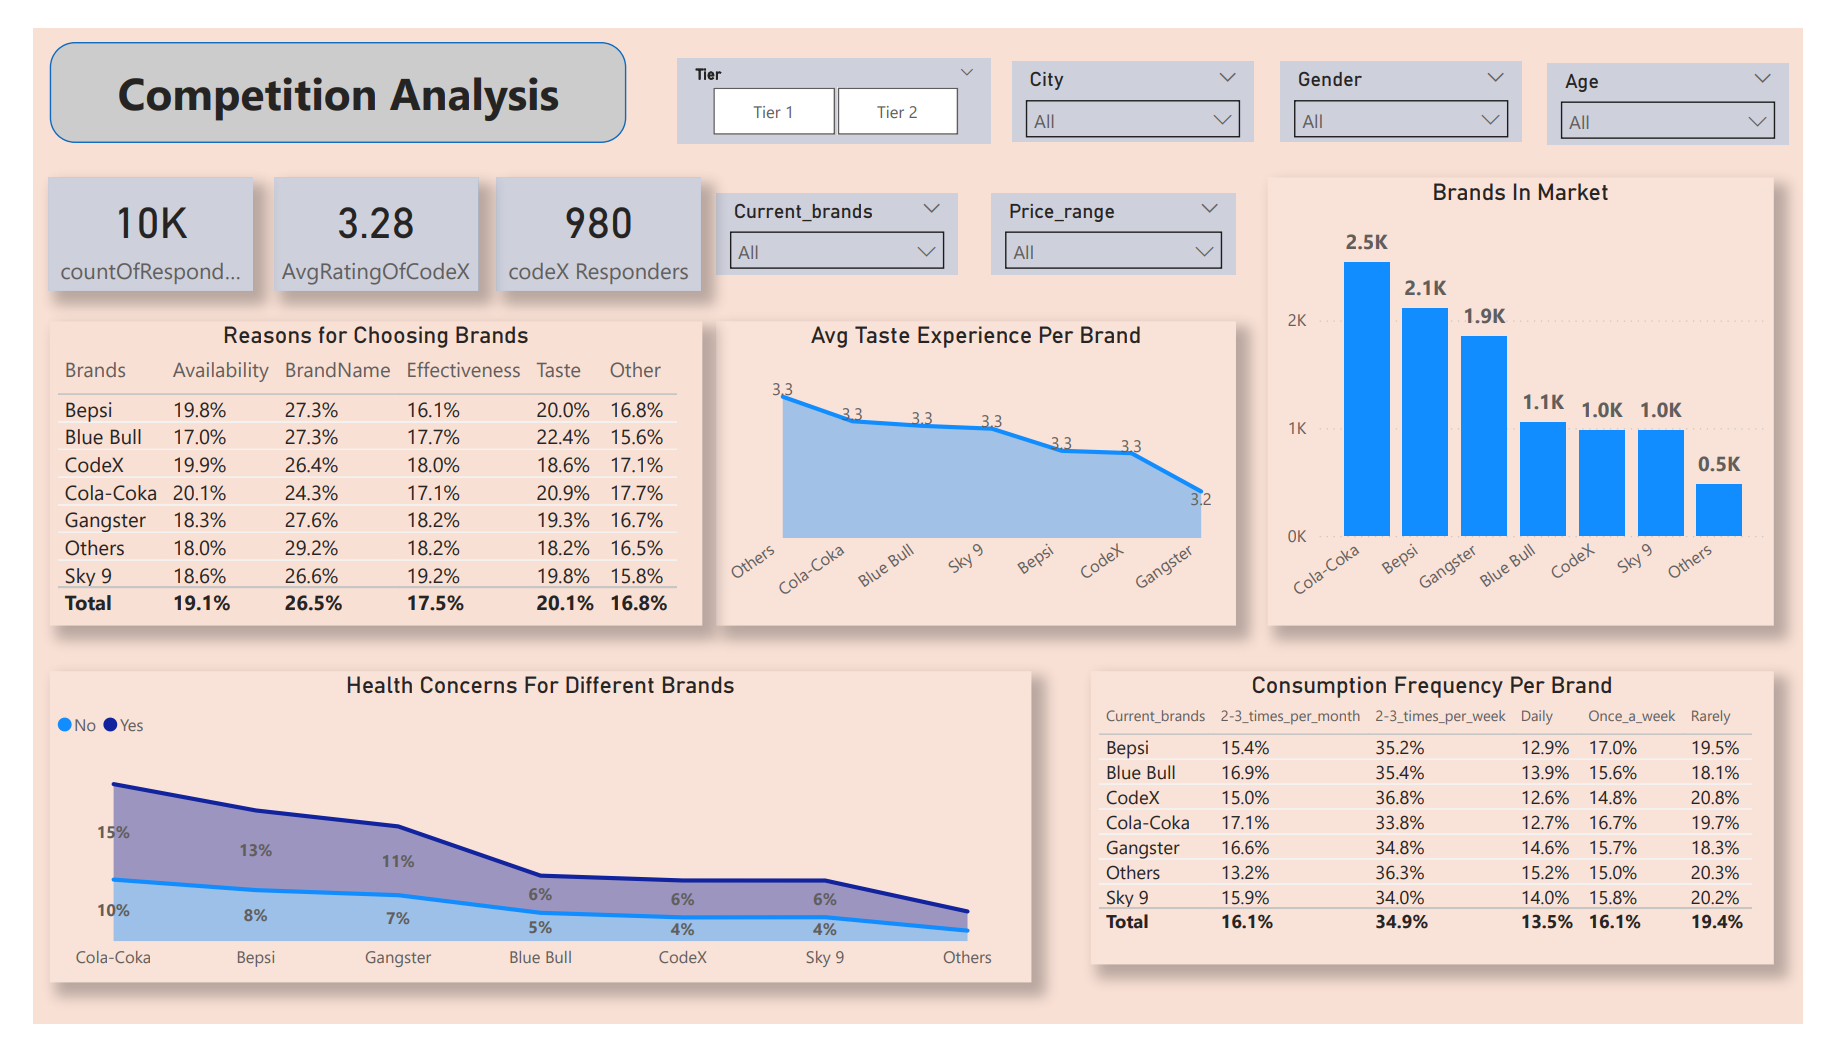 Competition Analysis
Tier
Tier 1 Tier 2
City
All
Gender
All
Age
All
10K
countOfRespond...
3.28
AvgRatingOfCodeX
980
codeX Responders
Current_brands
All
Price_range
All
Brands In Market
2.5K
2.1K
1.9K
1.1K
1.0K
1.0K
0.5K
2K
1K
0K
Cola-Coka Bepsi Gangster Blue Bull CodeX Sky 9 Others
Reasons for Choosing Brands
Brands Availability BrandName Effectiveness Taste Other
Bepsi 19.8% 27.3% 16.1% 20.0% 16.8%
Blue Bull 17.0% 27.3% 17.7% 22.4% 15.6%
CodeX 19.9% 26.4% 18.0% 18.6% 17.1%
Cola-Coka 20.1% 24.3% 17.1% 20.9% 17.7%
Gangster 18.3% 27.6% 18.2% 19.3% 16.7%
Others 18.0% 29.2% 18.2% 18.2% 16.5%
Sky 9 18.6% 26.6% 19.2% 19.8% 15.8%
Total 19.1% 26.5% 17.5% 20.1% 16.8%
Avg Taste Experience Per Brand
3.3 3.3 3.3 3.3 3.3 3.3 3.2
Others Cola-Coka Blue Bull Sky 9 Bepsi CodeX Gangster
Health Concerns For Different Brands
No Yes
15% 13% 11% 6% 6% 6%
10% 8% 7% 5% 4% 4%
Cola-Coka Bepsi Gangster Blue Bull CodeX Sky 9 Others
Consumption Frequency Per Brand
Current_brands 2-3_times_per_month 2-3_times_per_week Daily Once_a_week Rarely
Bepsi 15.4% 35.2% 12.9% 17.0% 19.5%
Blue Bull 16.9% 35.4% 13.9% 15.6% 18.1%
CodeX 15.0% 36.8% 12.6% 14.8% 20.8%
Cola-Coka 17.1% 33.8% 12.7% 16.7% 19.7%
Gangster 16.6% 34.8% 14.6% 15.7% 18.3%
Others 13.2% 36.3% 15.2% 15.0% 20.3%
Sky 9 15.9% 34.0% 14.0% 15.8% 20.2%
Total 16.1% 34.9% 13.5% 16.1% 19.4%